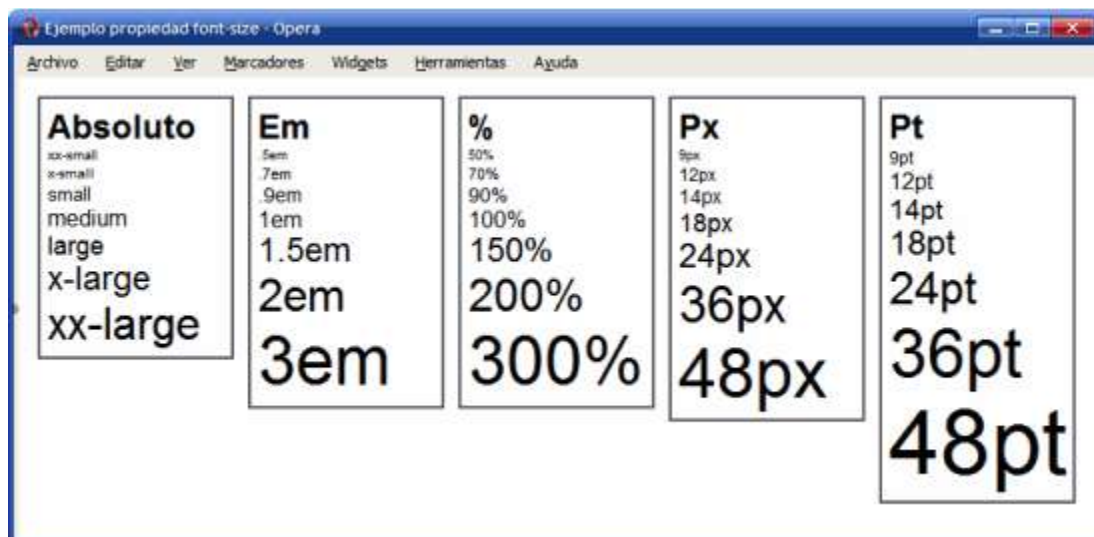 Ejemplo propiedad font-size - Opera
Archivo Editar Ver Marcadores Widgets Herramientas Ayuda
Absoluto
xx-small
x-small
small
medium
large
x-large
xx-large
Em
.5em
.7em
.9em
1em
1.5em
2em
3em
%
50%
70%
90%
100%
150%
200%
300%
Px
9px
12px
14px
18px
24px
36px
48px
Pt
9pt
12pt
14pt
18pt
24pt
36pt
48pt